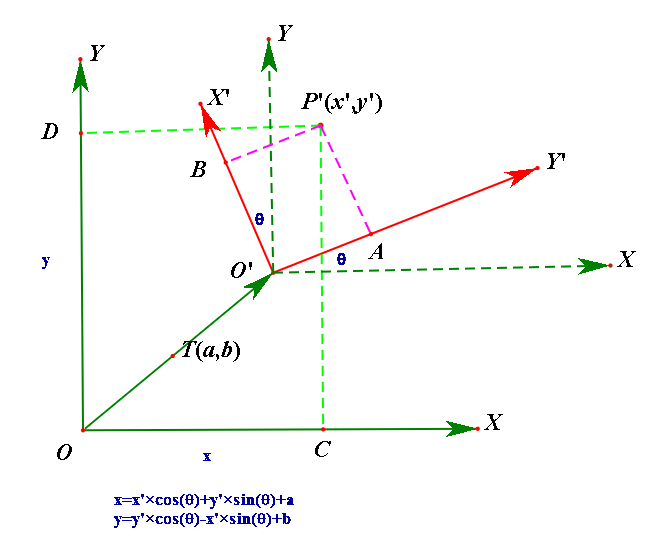 Y
Y
X'
P'(x',y')
D
B
Y'
θ
y
O'
θ
A
X
T(a,b)
O
x
C
X
x=x'×cos(θ)+y'×sin(θ)+a
y=y'×cos(θ)-x'×sin(θ)+b